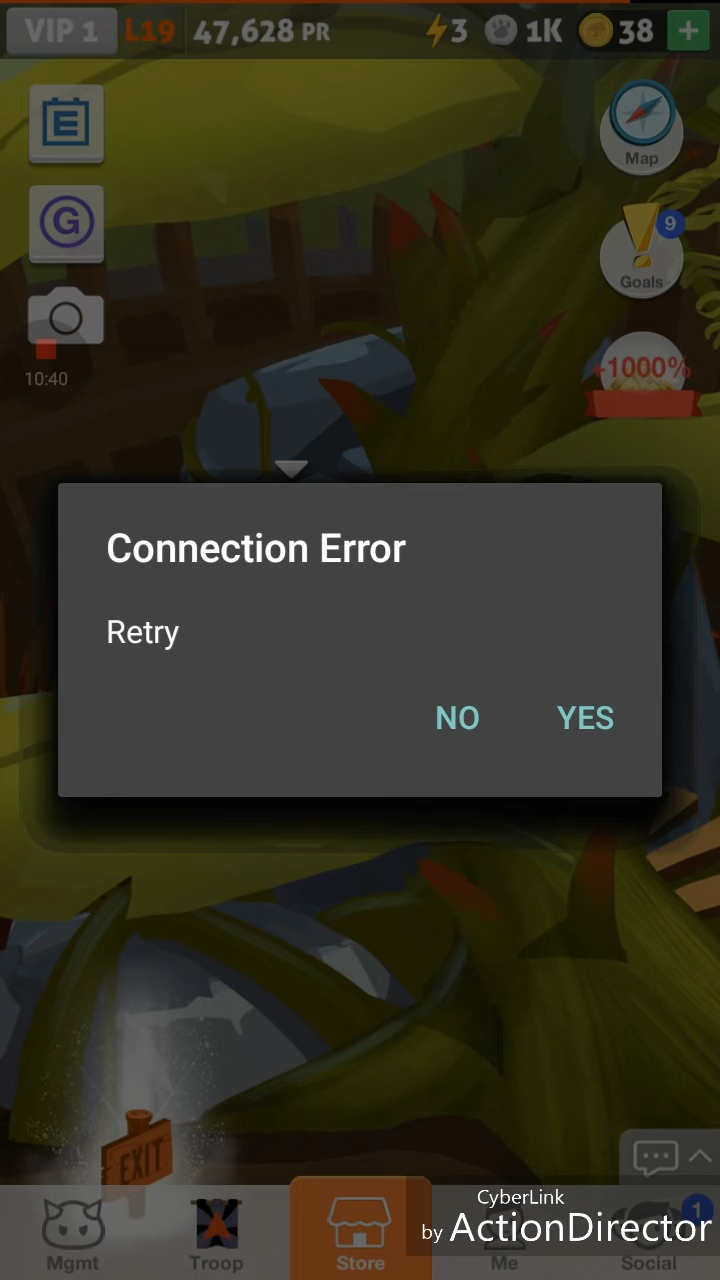 VIP 1 L19 47,628 PR 3 1K 38 +
E
Map
G
9
Goals
+1000%
10:40
Connection Error
Retry
NO YES
EXIT
CyberLink
by ActionDirector
1
Mgmt Troop Store Me Social